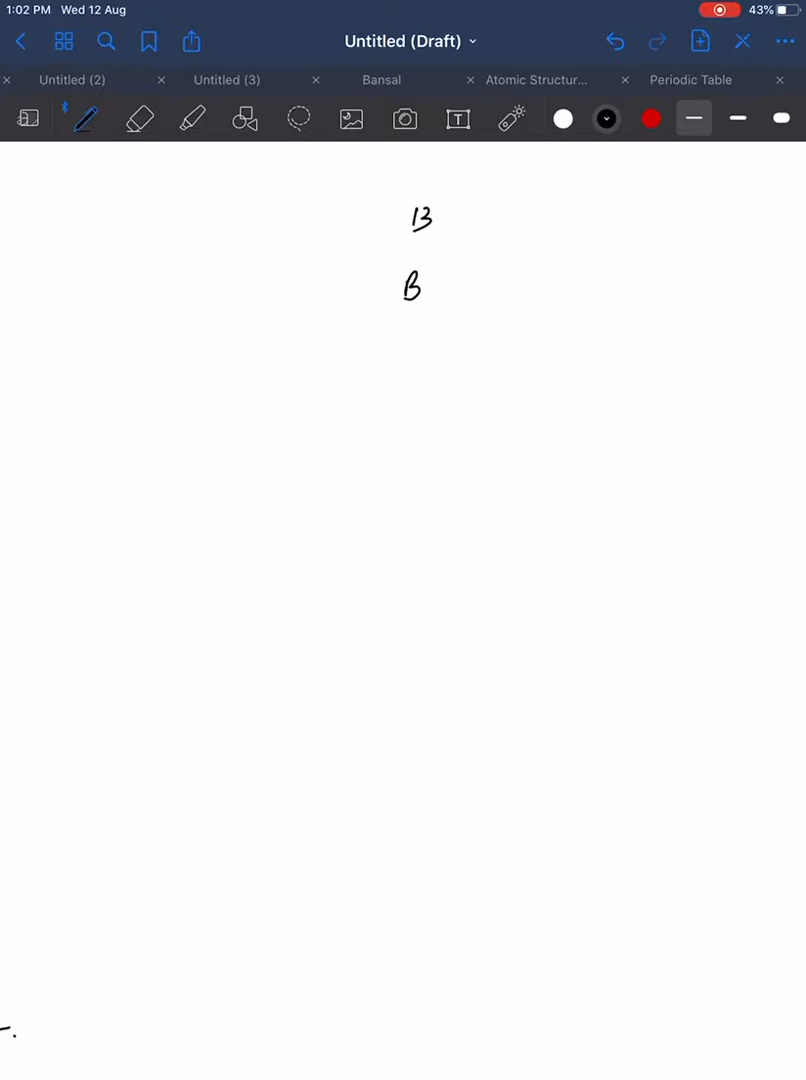 1:02 PM Wed 12 Aug 43%
Untitled (Draft)
Untitled (2) Untitled (3) Bansal Atomic Structur... Periodic Table
T
13
B